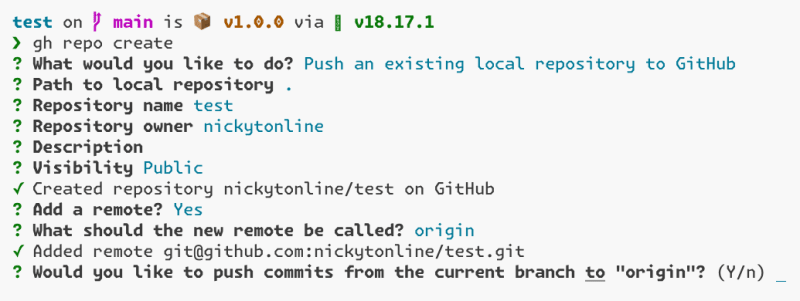 test on main is 📦 v1.0.0 via v18.17.1
❯ gh repo create
? What would you like to do? Push an existing local repository to GitHub
? Path to local repository .
? Repository name test
? Repository owner nickytonline
? Description
? Visibility Public
✓ Created repository nickytonline/test on GitHub
? Add a remote? Yes
? What should the new remote be called? origin
✓ Added remote git@github.com:nickytonline/test.git
? Would you like to push commits from the current branch to "origin"? (Y/n) _